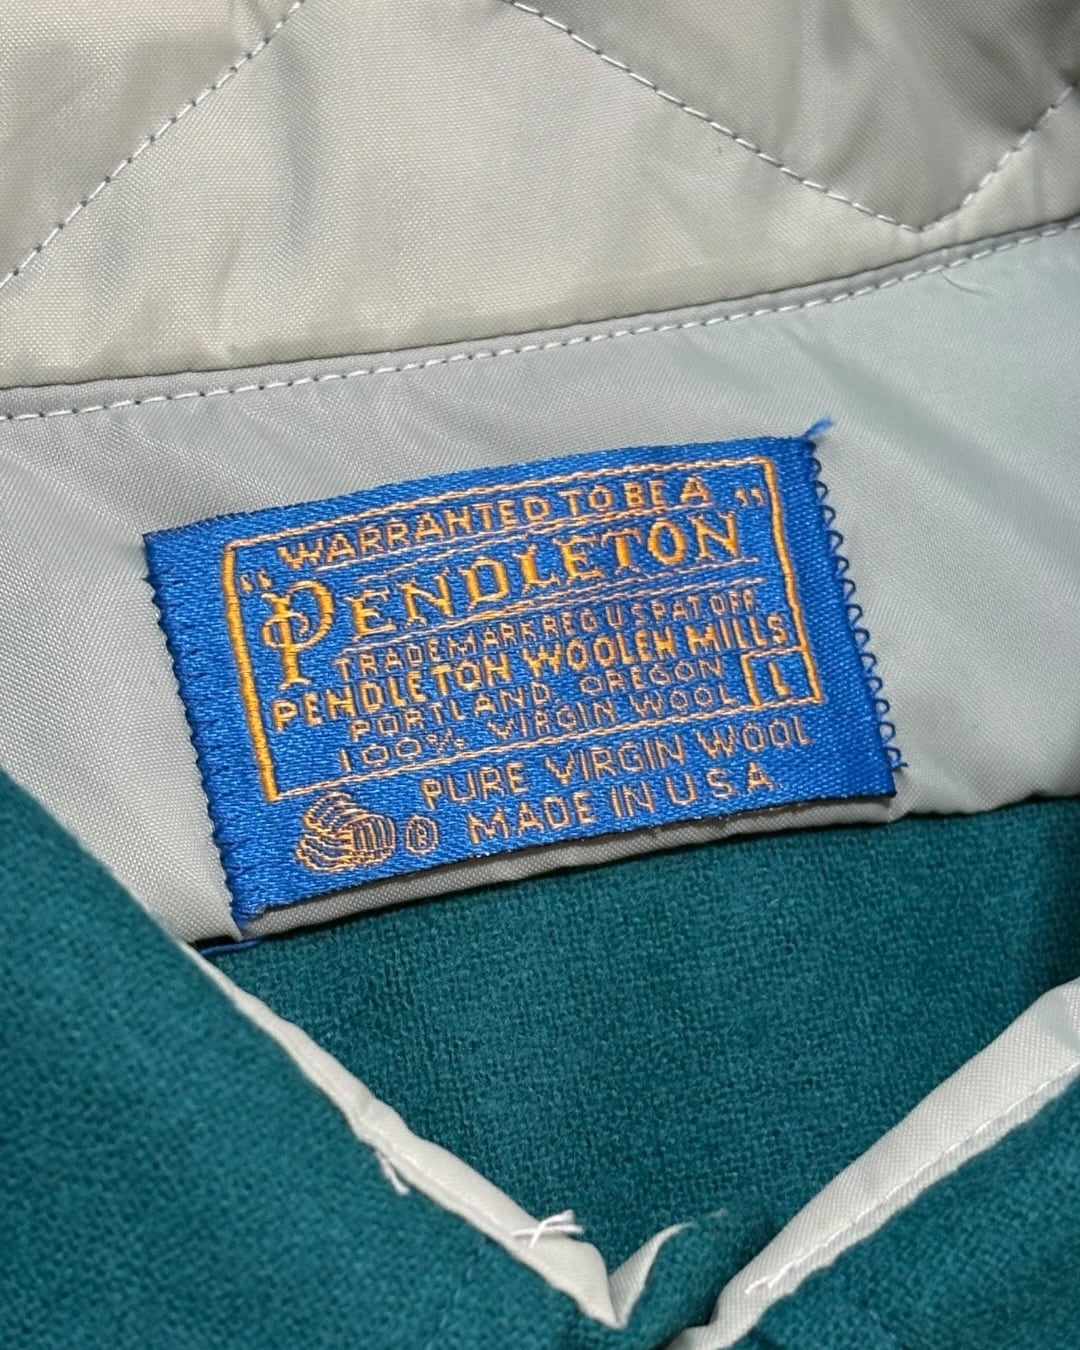 WARRANTED TO BE A
"PENDLETON"
TRADEMARK REG U S PAT. OFF.
PENDLETON WOOLEN MILLS
PORTLAND, OREGON
100% VIRGIN WOOL
L
PURE VIRGIN WOOL
® MADE IN U S A